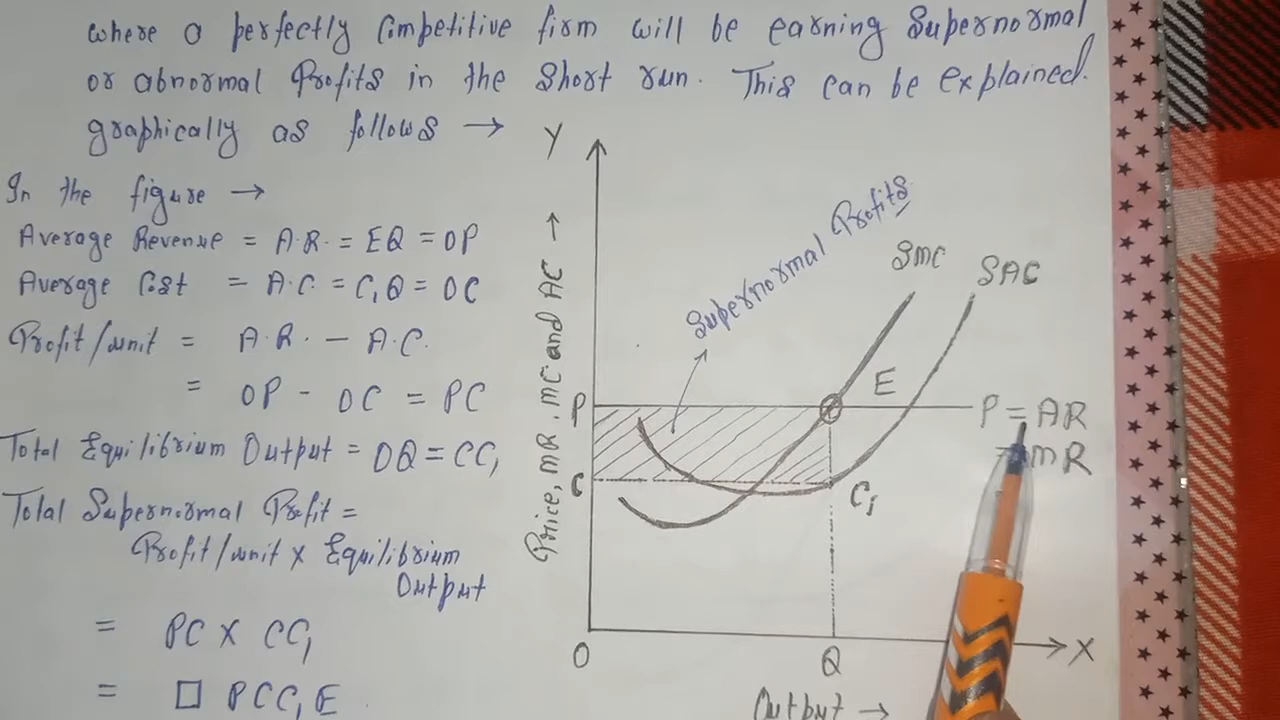 where a perfectly Competitive firm will be earning Supernormal
or abnormal Profits in the Short run. This can be explained.
graphically as follows →
In the figure →
Average Revenue = A.R. = EQ = OP
Average Cost = A.C. = C₁Q = OC
Profit/unit = A.R. - A.C.
= OP - OC = PC
Total Equilibrium Output = OQ = CC₁
Total Supernormal Profit =
Profit/unit x Equilibrium
Output
= PC x CC₁
= □ PCC₁E
Y
Price, MR, MC and AC →
Supernormal Profits
SMC
SAC
P
E
P = AR
= MR
C
C₁
O
Q
X
Output →